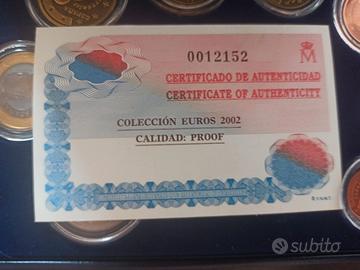 0012152
M
CERTIFICADO DE AUTENTICIDAD
CERTIFICATE OF AUTHENTICITY
COLECCIÓN EUROS 2002
CALIDAD: PROOF
subito